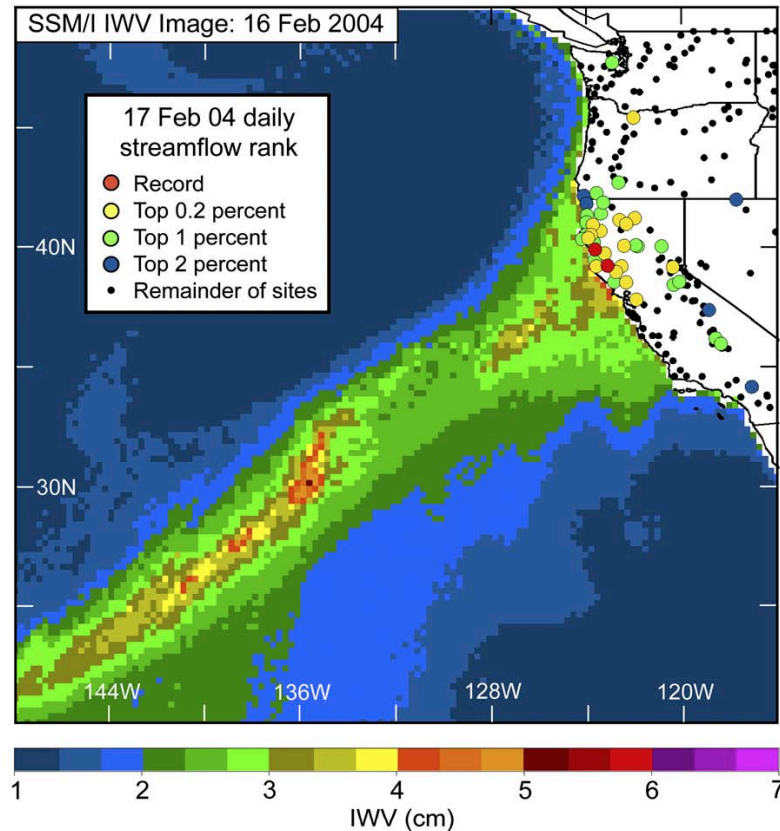 SSM/I IWV Image: 16 Feb 2004
17 Feb 04 daily
streamflow rank
Record
Top 0.2 percent
Top 1 percent
Top 2 percent
Remainder of sites
40N
30N
144W 136W 128W 120W
1 2 3 4 5 6 7
IWV (cm)